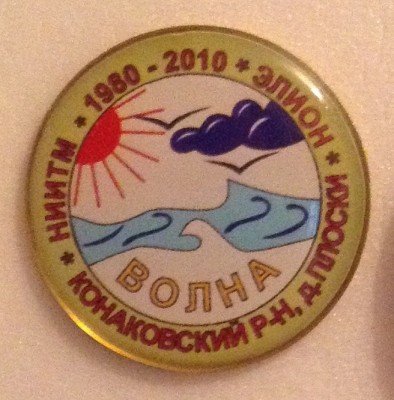 * НИИТМ * 1980 - 2010 * ЭЛИОН *
КОНАКОВСКИЙ Р-Н, Д.ПЛОСКИ
ВОЛНА